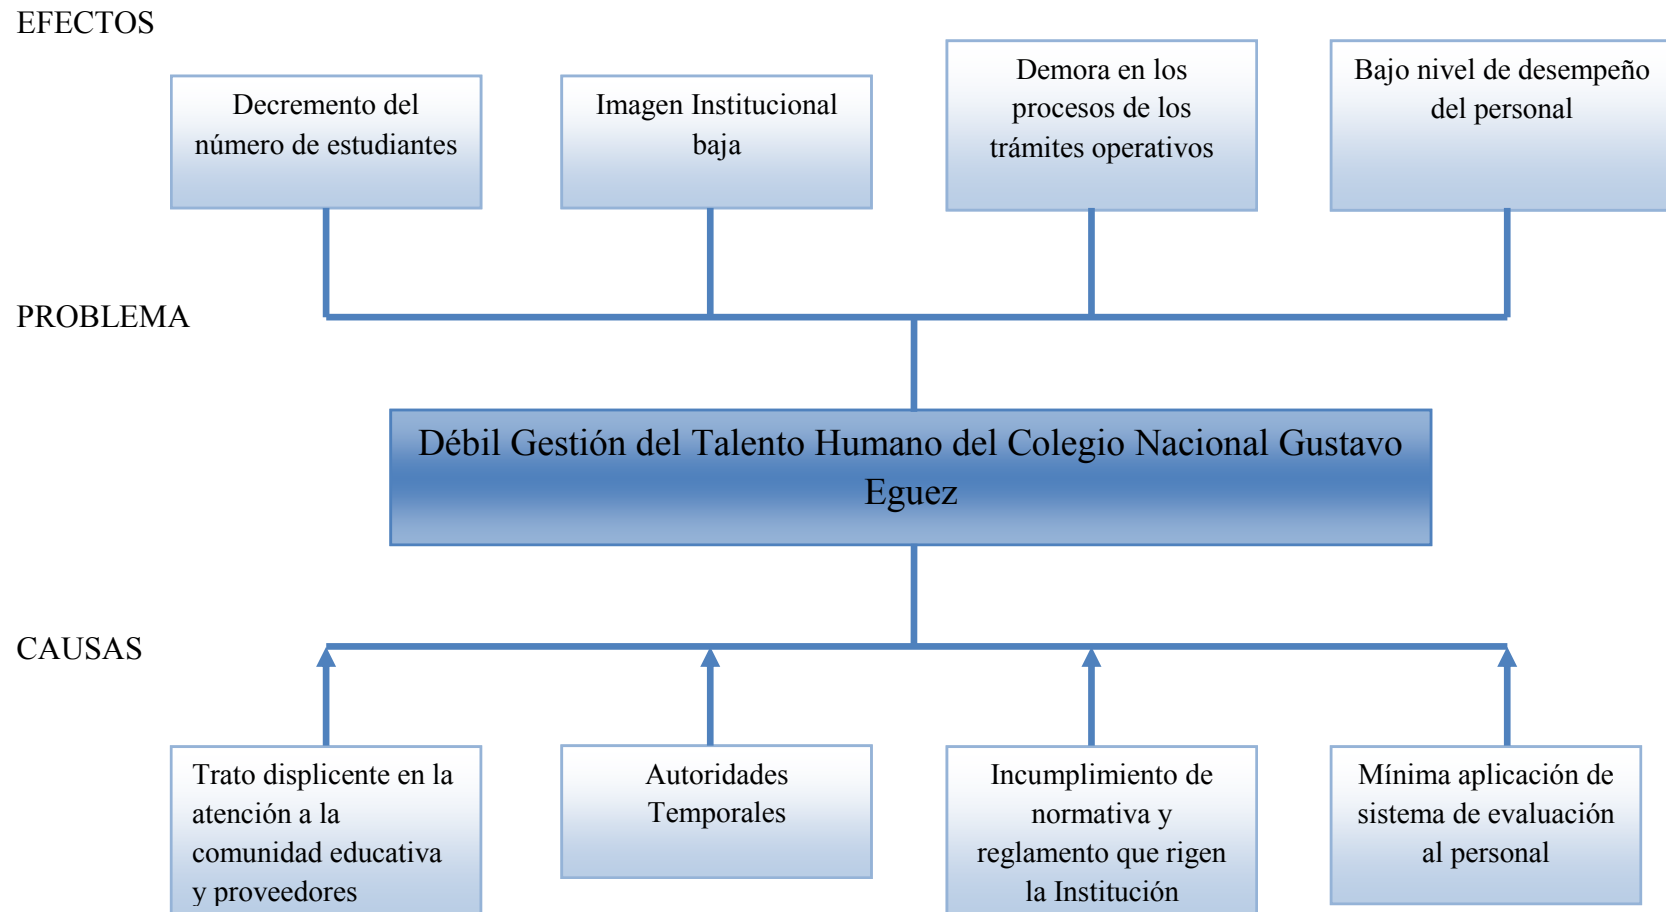 EFECTOS
Decremento del
número de estudiantes
Imagen Institucional
baja
Demora en los
procesos de los
trámites operativos
Bajo nivel de desempeño
del personal
PROBLEMA
Débil Gestión del Talento Humano del Colegio Nacional Gustavo
Eguez
CAUSAS
Trato displicente en la
atención a la
comunidad educativa
y proveedores
Autoridades
Temporales
Incumplimiento de
normativa y
reglamento que rigen
la Institución
Mínima aplicación de
sistema de evaluación
al personal